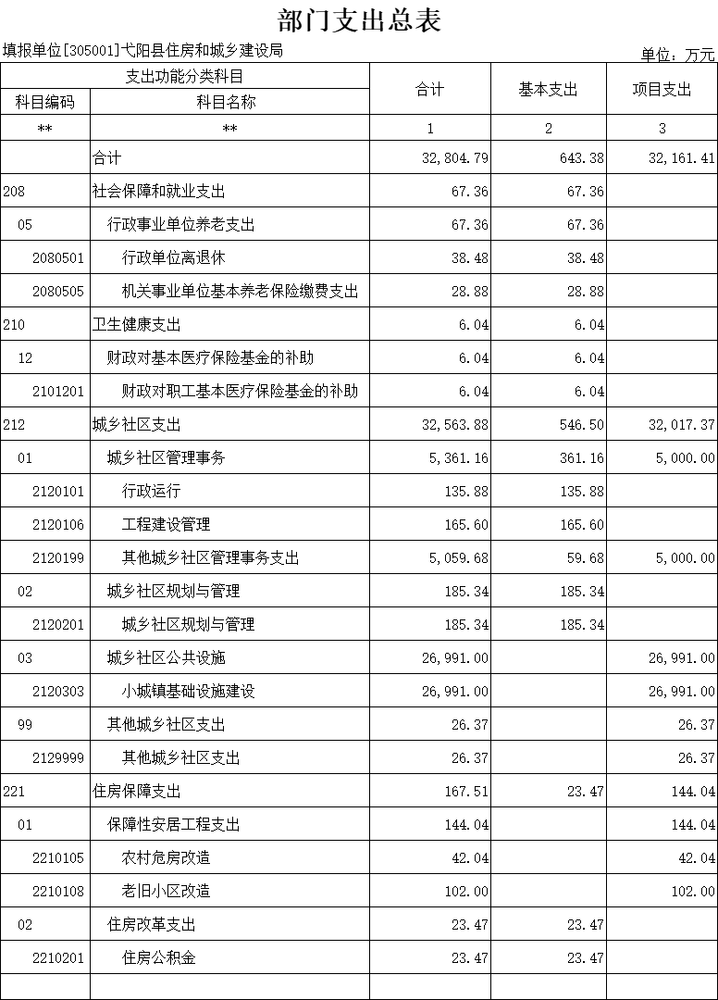 部门支出总表
填报单位[305001]弋阳县住房和城乡建设局 单位：万元
支出功能分类科目 合计 基本支出 项目支出
科目编码 科目名称
** ** 1 2 3
合计 32,804.79 643.38 32,161.41
208 社会保障和就业支出 67.36 67.36
05 行政事业单位养老支出 67.36 67.36
2080501 行政单位离退休 38.48 38.48
2080505 机关事业单位基本养老保险缴费支出 28.88 28.88
210 卫生健康支出 6.04 6.04
12 财政对基本医疗保险基金的补助 6.04 6.04
2101201 财政对职工基本医疗保险基金的补助 6.04 6.04
212 城乡社区支出 32,563.88 546.50 32,017.37
01 城乡社区管理事务 5,361.16 361.16 5,000.00
2120101 行政运行 135.88 135.88
2120106 工程建设管理 165.60 165.60
2120199 其他城乡社区管理事务支出 5,059.68 59.68 5,000.00
02 城乡社区规划与管理 185.34 185.34
2120201 城乡社区规划与管理 185.34 185.34
03 城乡社区公共设施 26,991.00 26,991.00
2120303 小城镇基础设施建设 26,991.00 26,991.00
99 其他城乡社区支出 26.37 26.37
2129999 其他城乡社区支出 26.37 26.37
221 住房保障支出 167.51 23.47 144.04
01 保障性安居工程支出 144.04 144.04
2210105 农村危房改造 42.04 42.04
2210108 老旧小区改造 102.00 102.00
02 住房改革支出 23.47 23.47
2210201 住房公积金 23.47 23.47